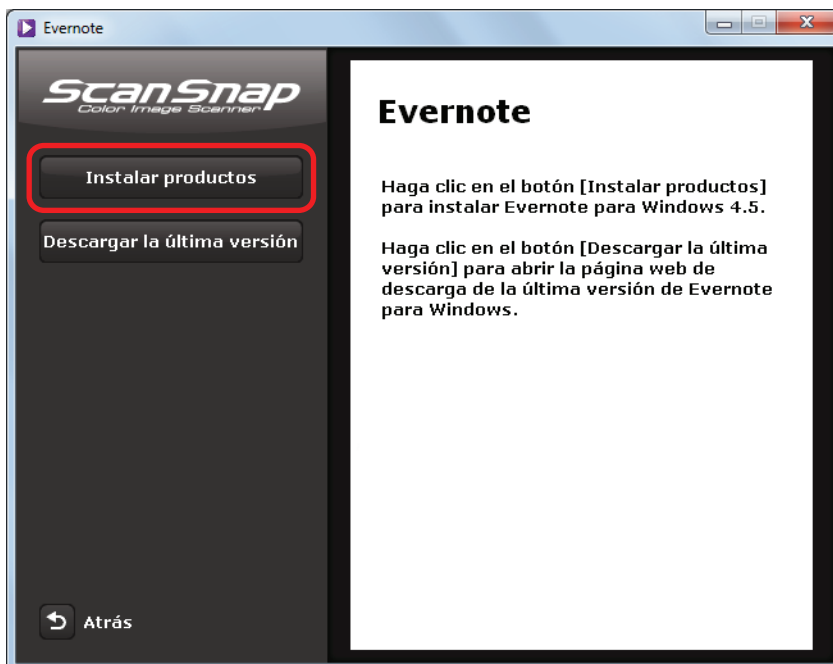 Evernote
ScanSnap
Color Image Scanner
Instalar productos
Descargar la última versión
Atrás
Evernote
Haga clic en el botón [Instalar productos]
para instalar Evernote para Windows 4.5.
Haga clic en el botón [Descargar la última
versión] para abrir la página web de
descarga de la última versión de Evernote
para Windows.